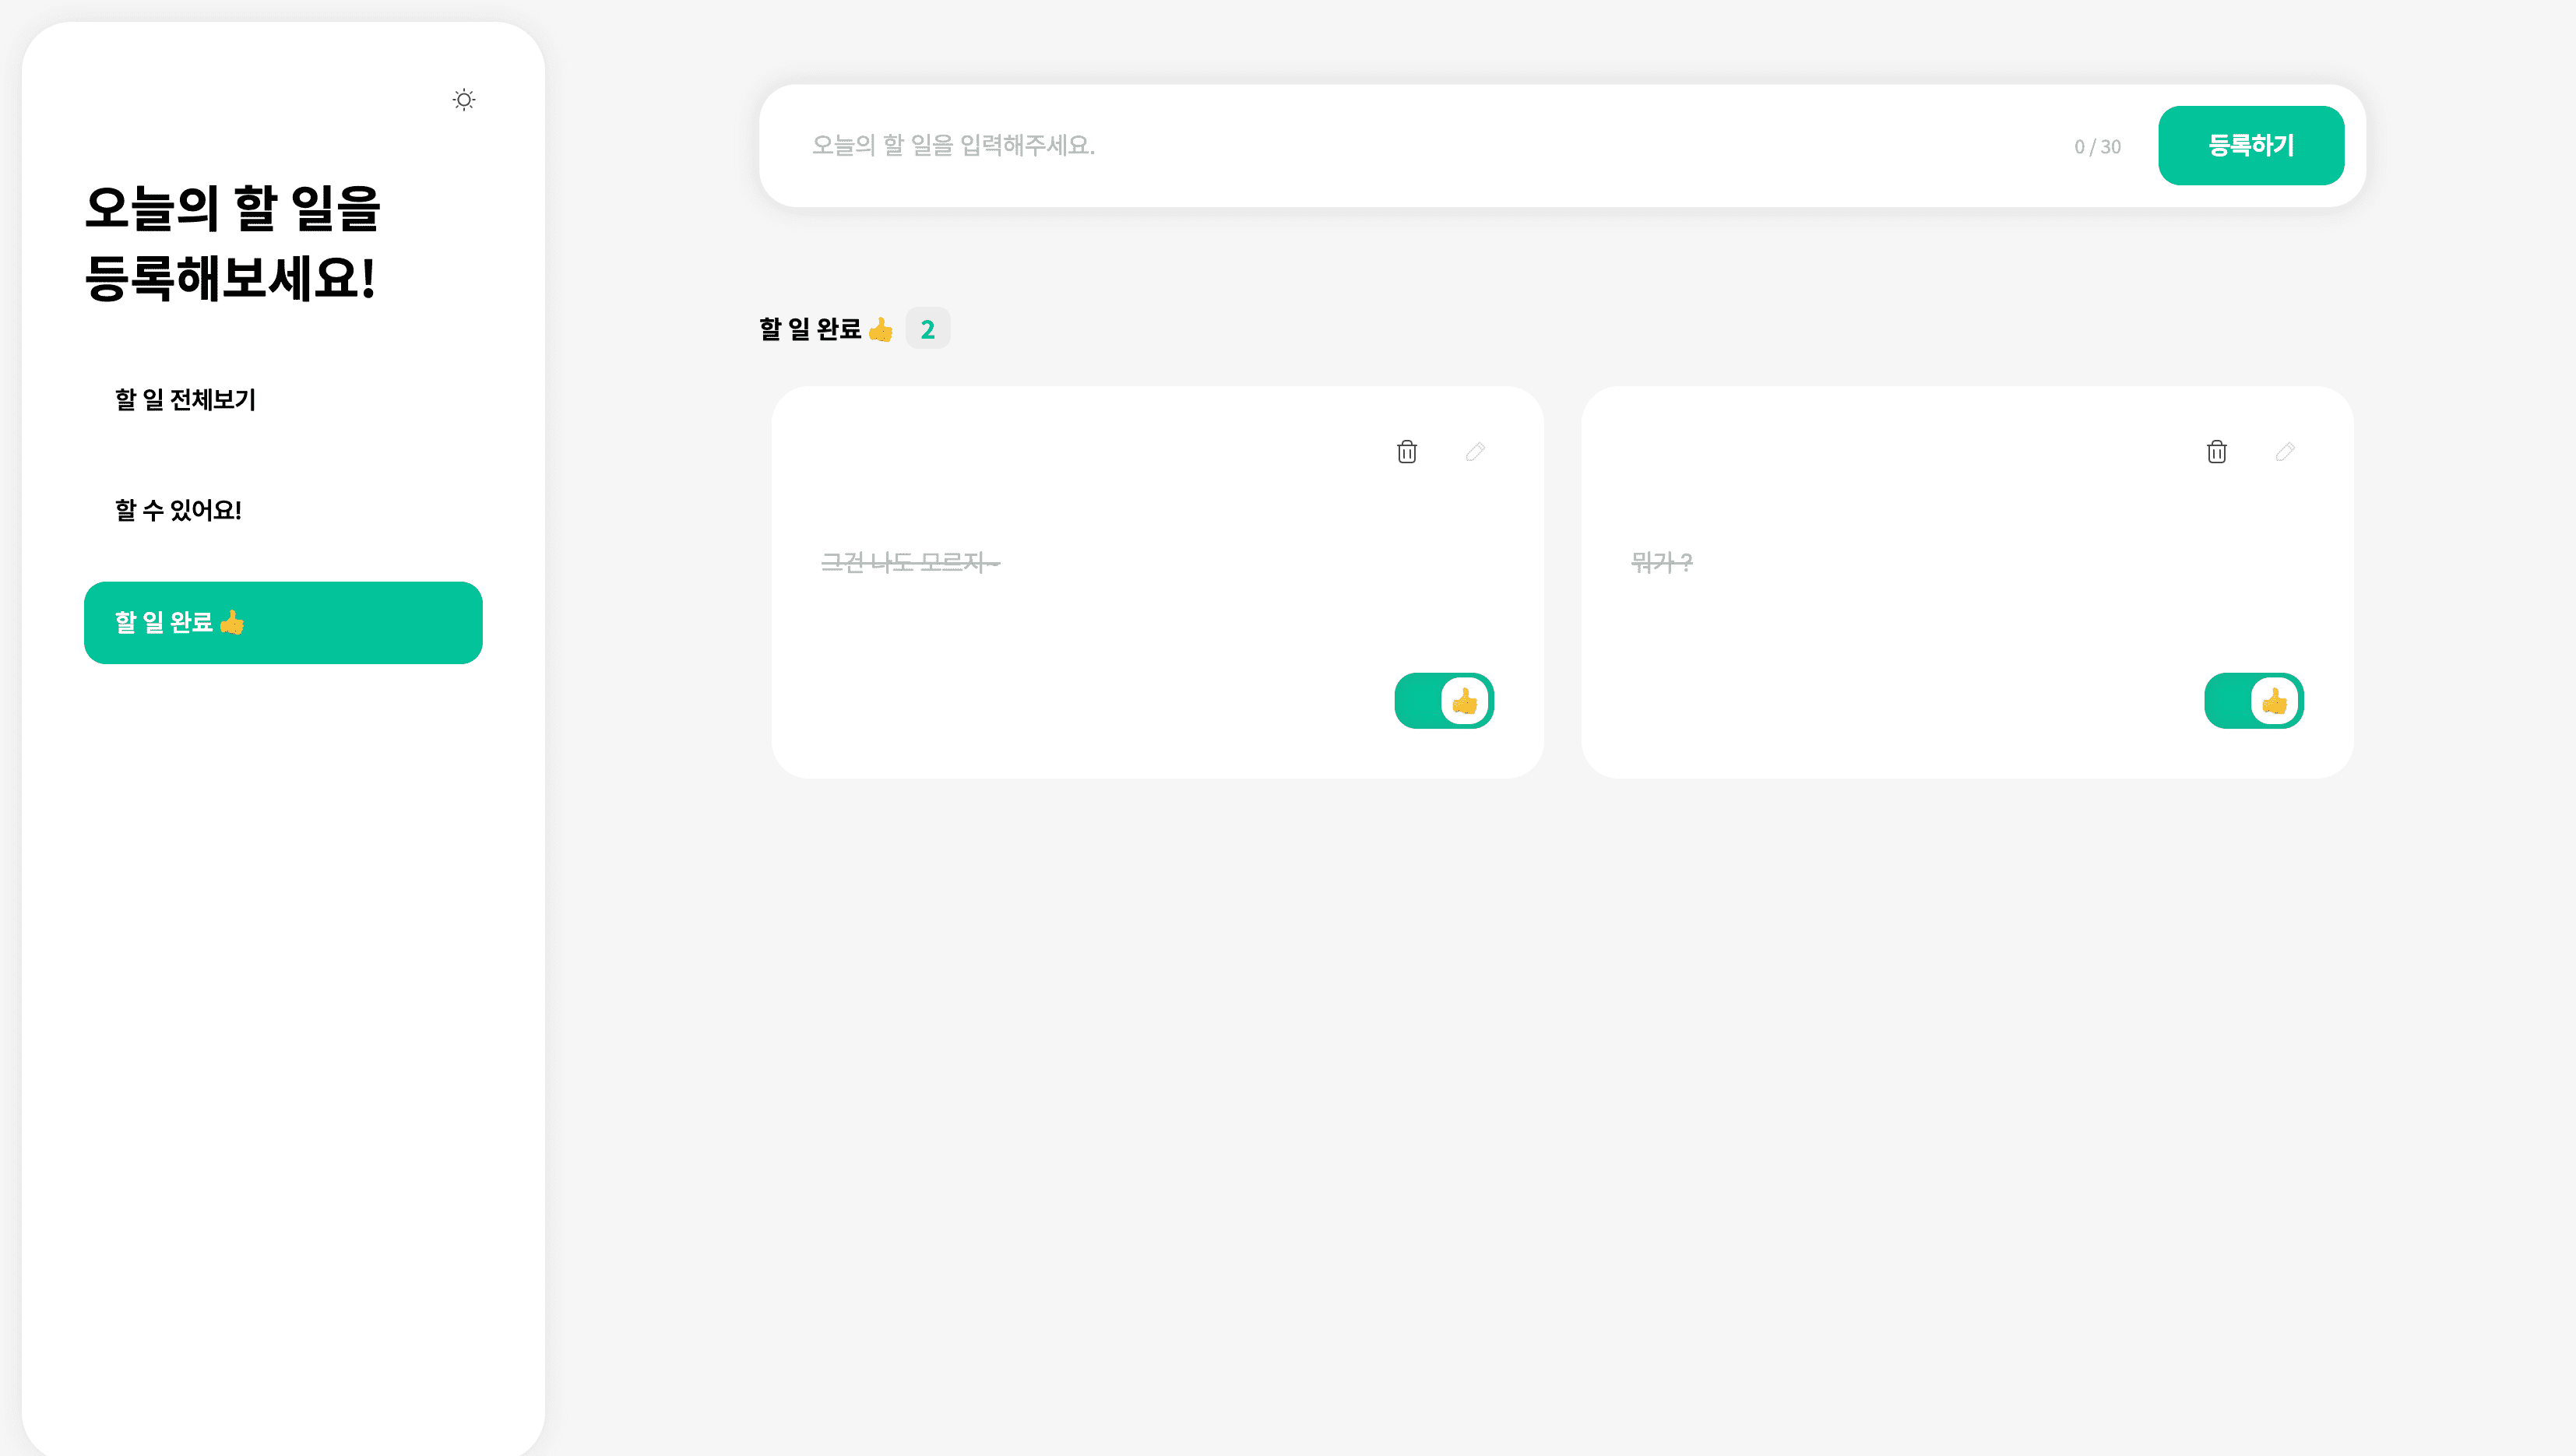 오늘의 할 일을
등록해보세요!
할 일 전체보기
할 수 있어요!
할 일 완료 👍
오늘의 할 일을 입력해주세요.
0 / 30
등록하기
할 일 완료 👍 2
그건 나도 모르지~
뭐가 ?